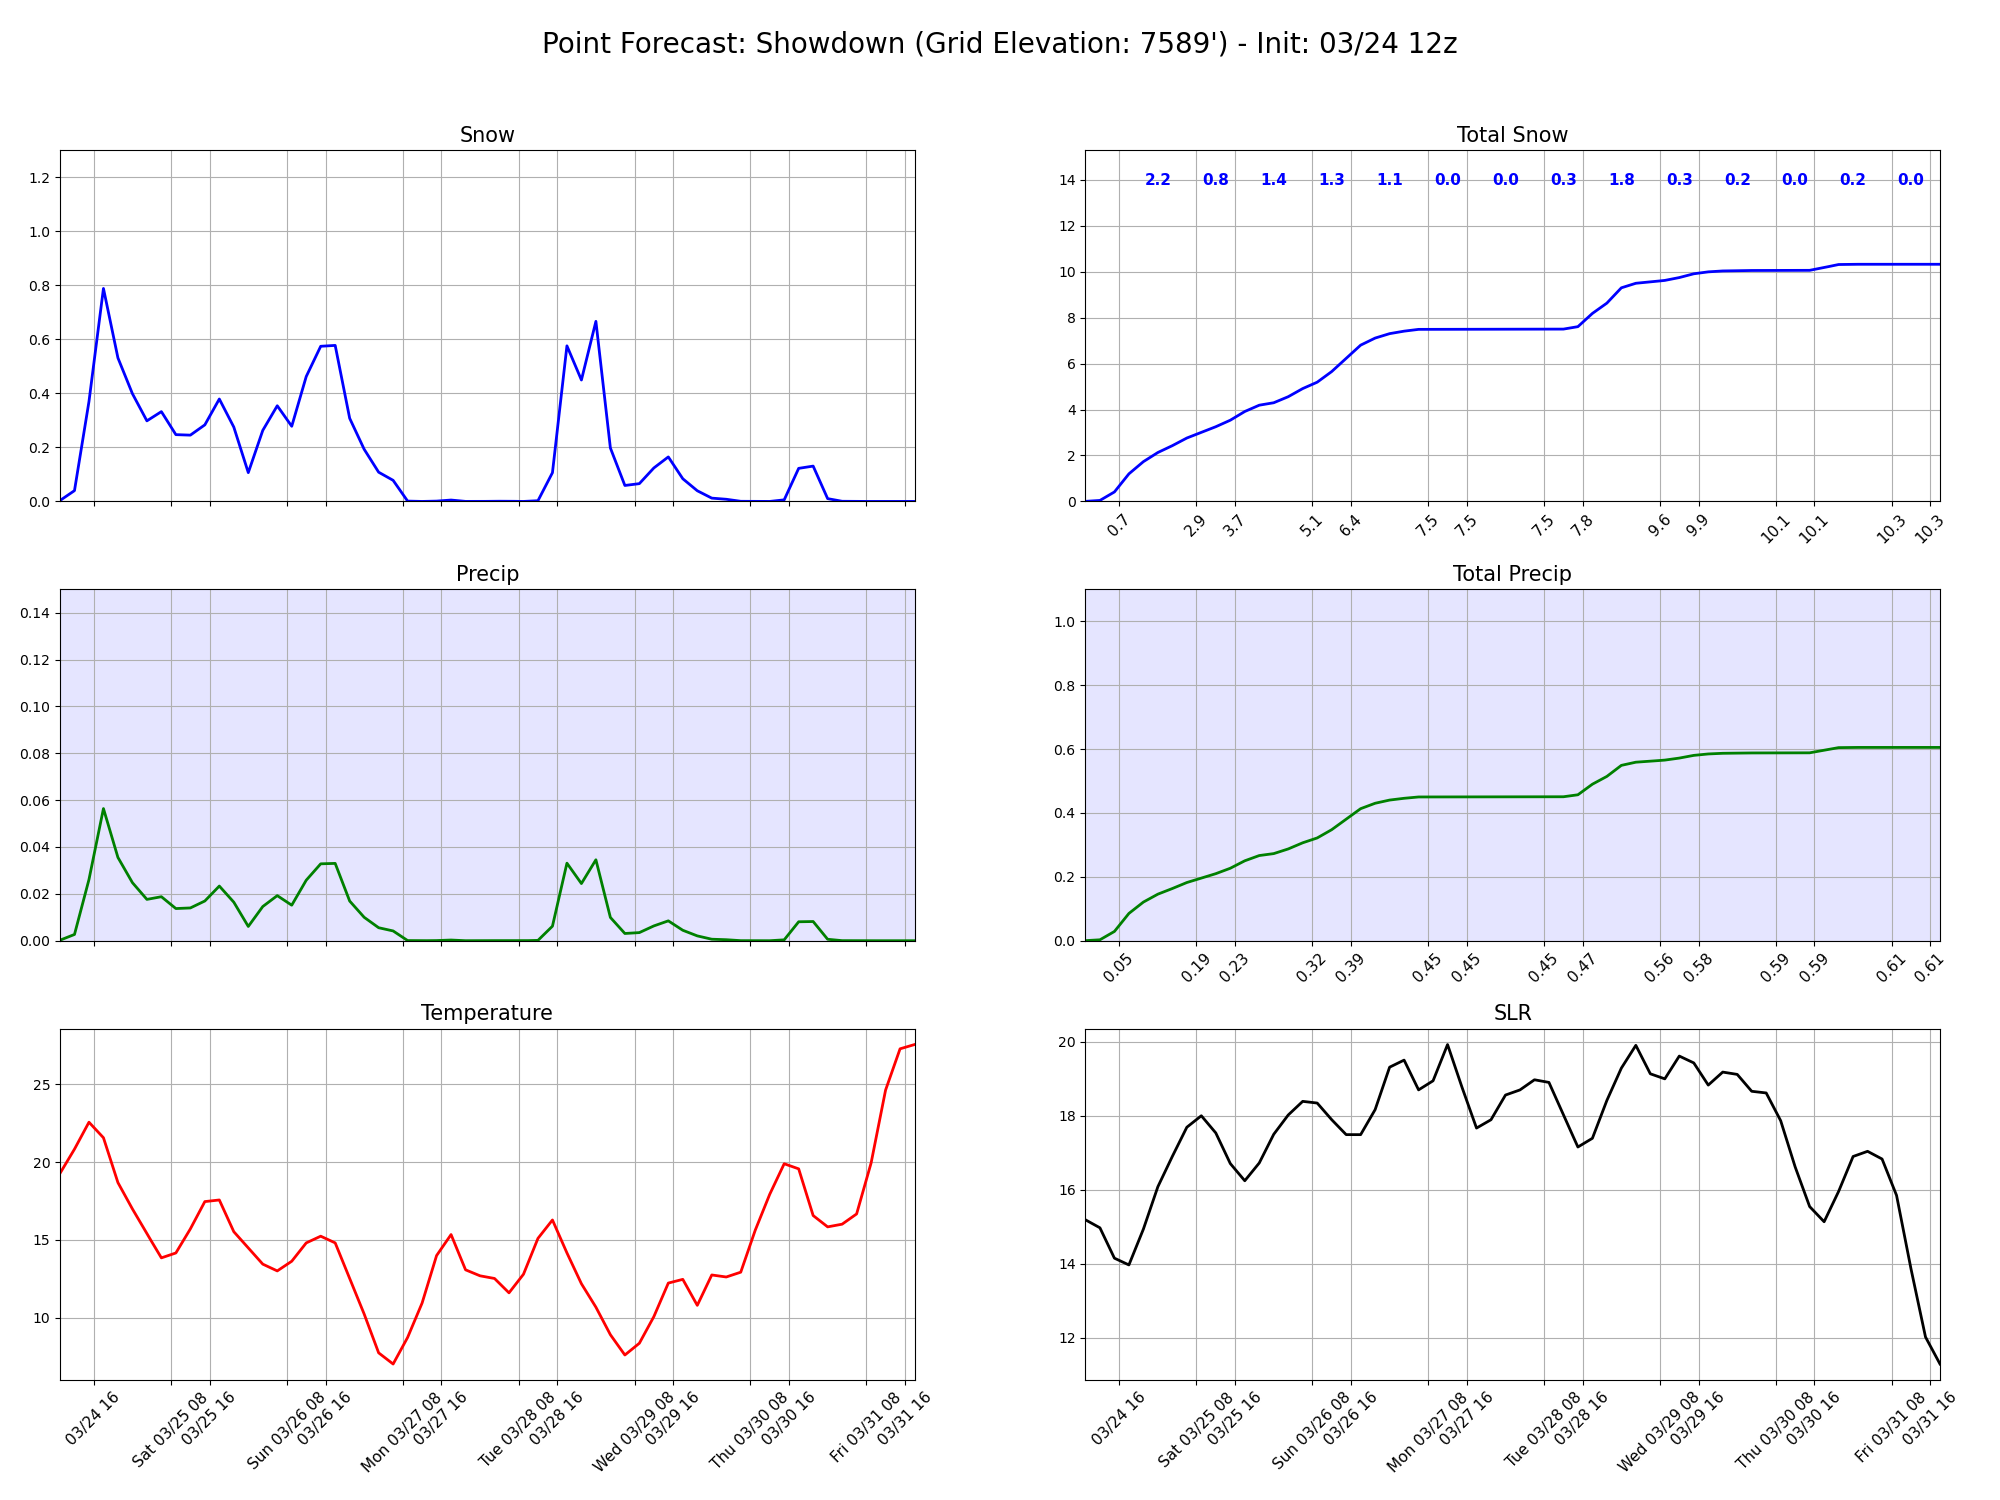 Point Forecast: Showdown (Grid Elevation: 7589') - Init: 03/24 12z
Snow
1.2
1.0
0.8
0.6
0.4
0.2
0.0
Total Snow
2.2 0.8 1.4 1.3 1.1 0.0 0.0 0.3 1.8 0.3 0.2 0.0 0.2 0.0
14
12
10
8
6
4
2
0
0.7 2.9 3.7 5.1 6.4 7.5 7.5 7.5 7.8 9.6 9.9 10.1 10.1 10.3 10.3
Precip
0.14
0.12
0.10
0.08
0.06
0.04
0.02
0.00
Total Precip
1.0
0.8
0.6
0.4
0.2
0.0
0.05 0.19 0.23 0.32 0.39 0.45 0.45 0.45 0.47 0.56 0.58 0.59 0.59 0.61 0.61
Temperature
25
20
15
10
03/24 16
Sat 03/25 08
03/25 16
Sun 03/26 08
03/26 16
Mon 03/27 08
03/27 16
Tue 03/28 08
03/28 16
Wed 03/29 08
03/29 16
Thu 03/30 08
03/30 16
Fri 03/31 08
03/31 16
SLR
20
18
16
14
12
03/24 16
Sat 03/25 08
03/25 16
Sun 03/26 08
03/26 16
Mon 03/27 08
03/27 16
Tue 03/28 08
03/28 16
Wed 03/29 08
03/29 16
Thu 03/30 08
03/30 16
Fri 03/31 08
03/31 16